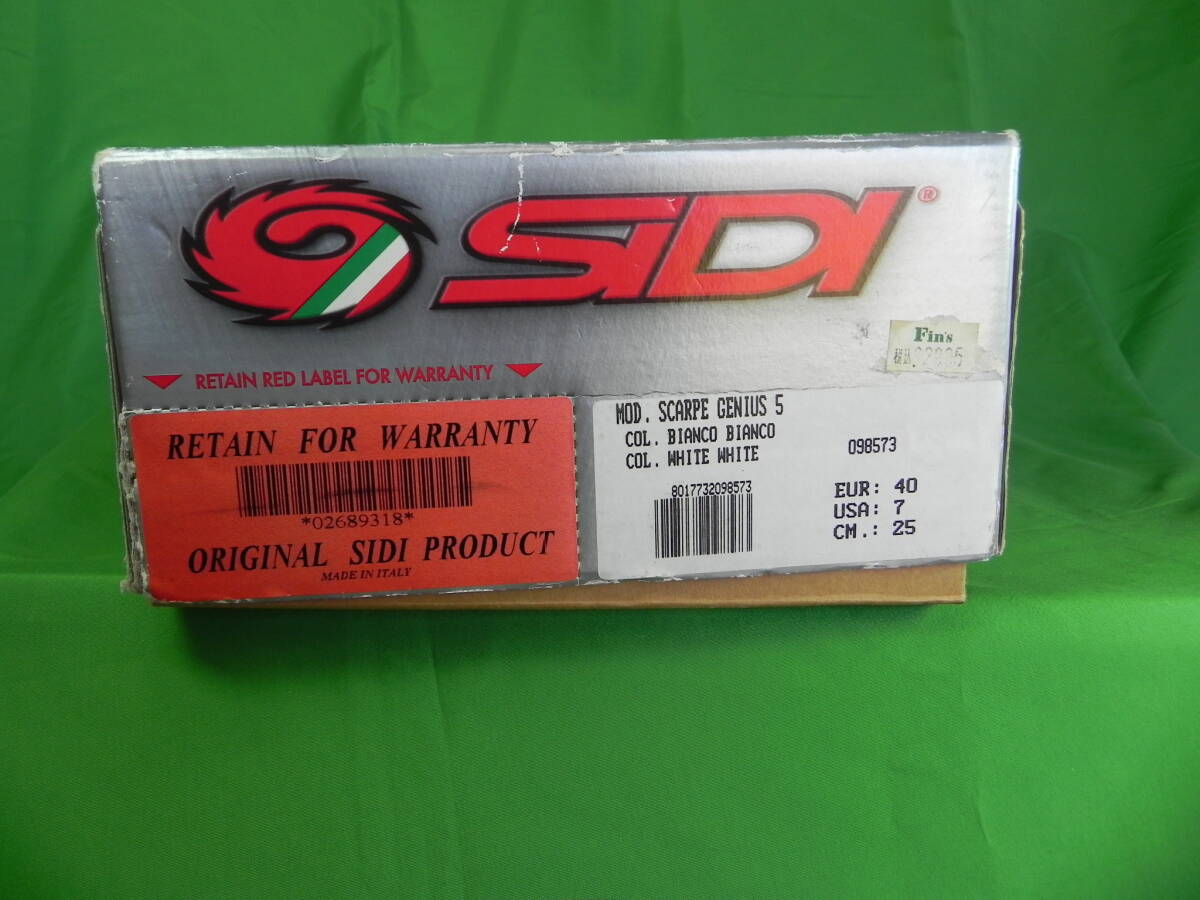 SIDI®
Fin's
RETAIN RED LABEL FOR WARRANTY
RETAIN FOR WARRANTY
*02689318*
ORIGINAL SIDI PRODUCT
MADE IN ITALY
MOD. SCARPE GENIUS 5
COL. BIANCO BIANCO
COL. WHITE WHITE
098573
8017732098573
EUR: 40
USA: 7
CM.: 25